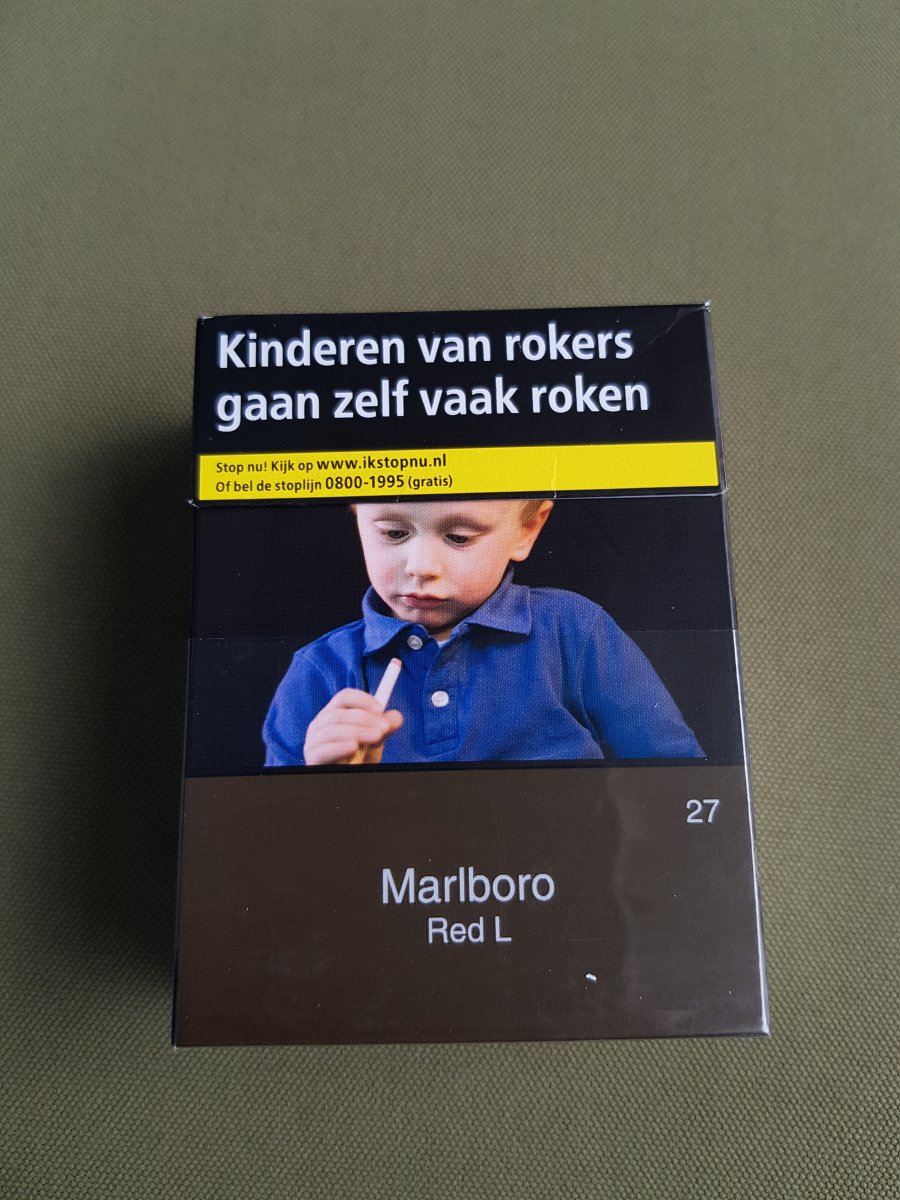 Kinderen van rokers
gaan zelf vaak roken
Stop nu! Kijk op www.ikstopnu.nl
Of bel de stoplijn 0800-1995 (gratis)
27
Marlboro
Red L